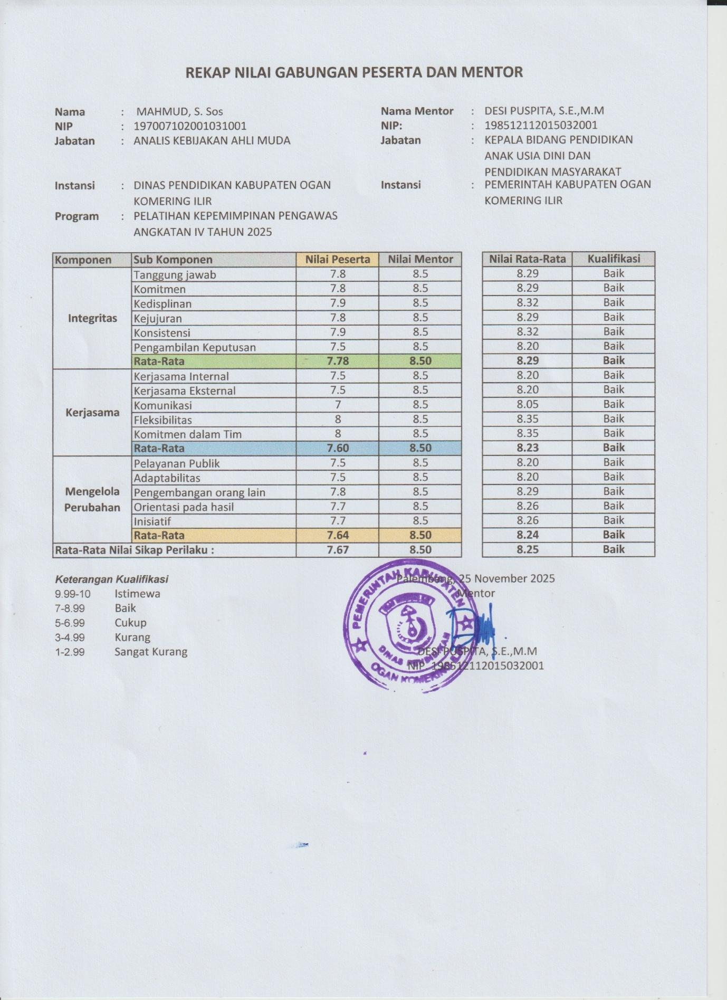 REKAP NILAI GABUNGAN PESERTA DAN MENTOR
Nama : MAHMUD, S. Sos
NIP : 197007102001031001
Jabatan : ANALIS KEBIJAKAN AHLI MUDA
Instansi : DINAS PENDIDIKAN KABUPATEN OGAN
KOMERING ILIR
Program : PELATIHAN KEPEMIMPINAN PENGAWAS
ANGKATAN IV TAHUN 2025
Nama Mentor : DESI PUSPITA, S.E.,M.M
NIP: : 198512112015032001
Jabatan : KEPALA BIDANG PENDIDIKAN
ANAK USIA DINI DAN
PENDIDIKAN MASYARAKAT
Instansi : PEMERINTAH KABUPATEN OGAN
KOMERING ILIR
Komponen Sub Komponen Nilai Peserta Nilai Mentor Nilai Rata-Rata Kualifikasi
Integritas
Tanggung jawab 7.8 8.5 8.29 Baik
Komitmen 7.8 8.5 8.29 Baik
Kedisplinan 7.9 8.5 8.32 Baik
Kejujuran 7.8 8.5 8.29 Baik
Konsistensi 7.9 8.5 8.32 Baik
Pengambilan Keputusan 7.5 8.5 8.20 Baik
Rata-Rata 7.78 8.50 8.29 Baik
Kerjasama
Kerjasama Internal 7.5 8.5 8.20 Baik
Kerjasama Eksternal 7.5 8.5 8.20 Baik
Komunikasi 7 8.5 8.05 Baik
Fleksibilitas 8 8.5 8.35 Baik
Komitmen dalam Tim 8 8.5 8.35 Baik
Rata-Rata 7.60 8.50 8.23 Baik
Mengelola
Perubahan
Pelayanan Publik 7.5 8.5 8.20 Baik
Adaptabilitas 7.5 8.5 8.20 Baik
Pengembangan orang lain 7.8 8.5 8.29 Baik
Orientasi pada hasil 7.7 8.5 8.26 Baik
Inisiatif 7.7 8.5 8.26 Baik
Rata-Rata 7.64 8.50 8.24 Baik
Rata-Rata Nilai Sikap Perilaku : 7.67 8.50 8.25 Baik
Keterangan Kualifikasi
9.99-10 Istimewa
7-8.99 Baik
5-6.99 Cukup
3-4.99 Kurang
1-2.99 Sangat Kurang
Palembang, 25 November 2025
Mentor
DESI PUSPITA, S.E.,M.M
NIP. 198512112015032001
PEMERINTAH KABUPATEN
DINAS PENDIDIKAN
OGAN KOMERING